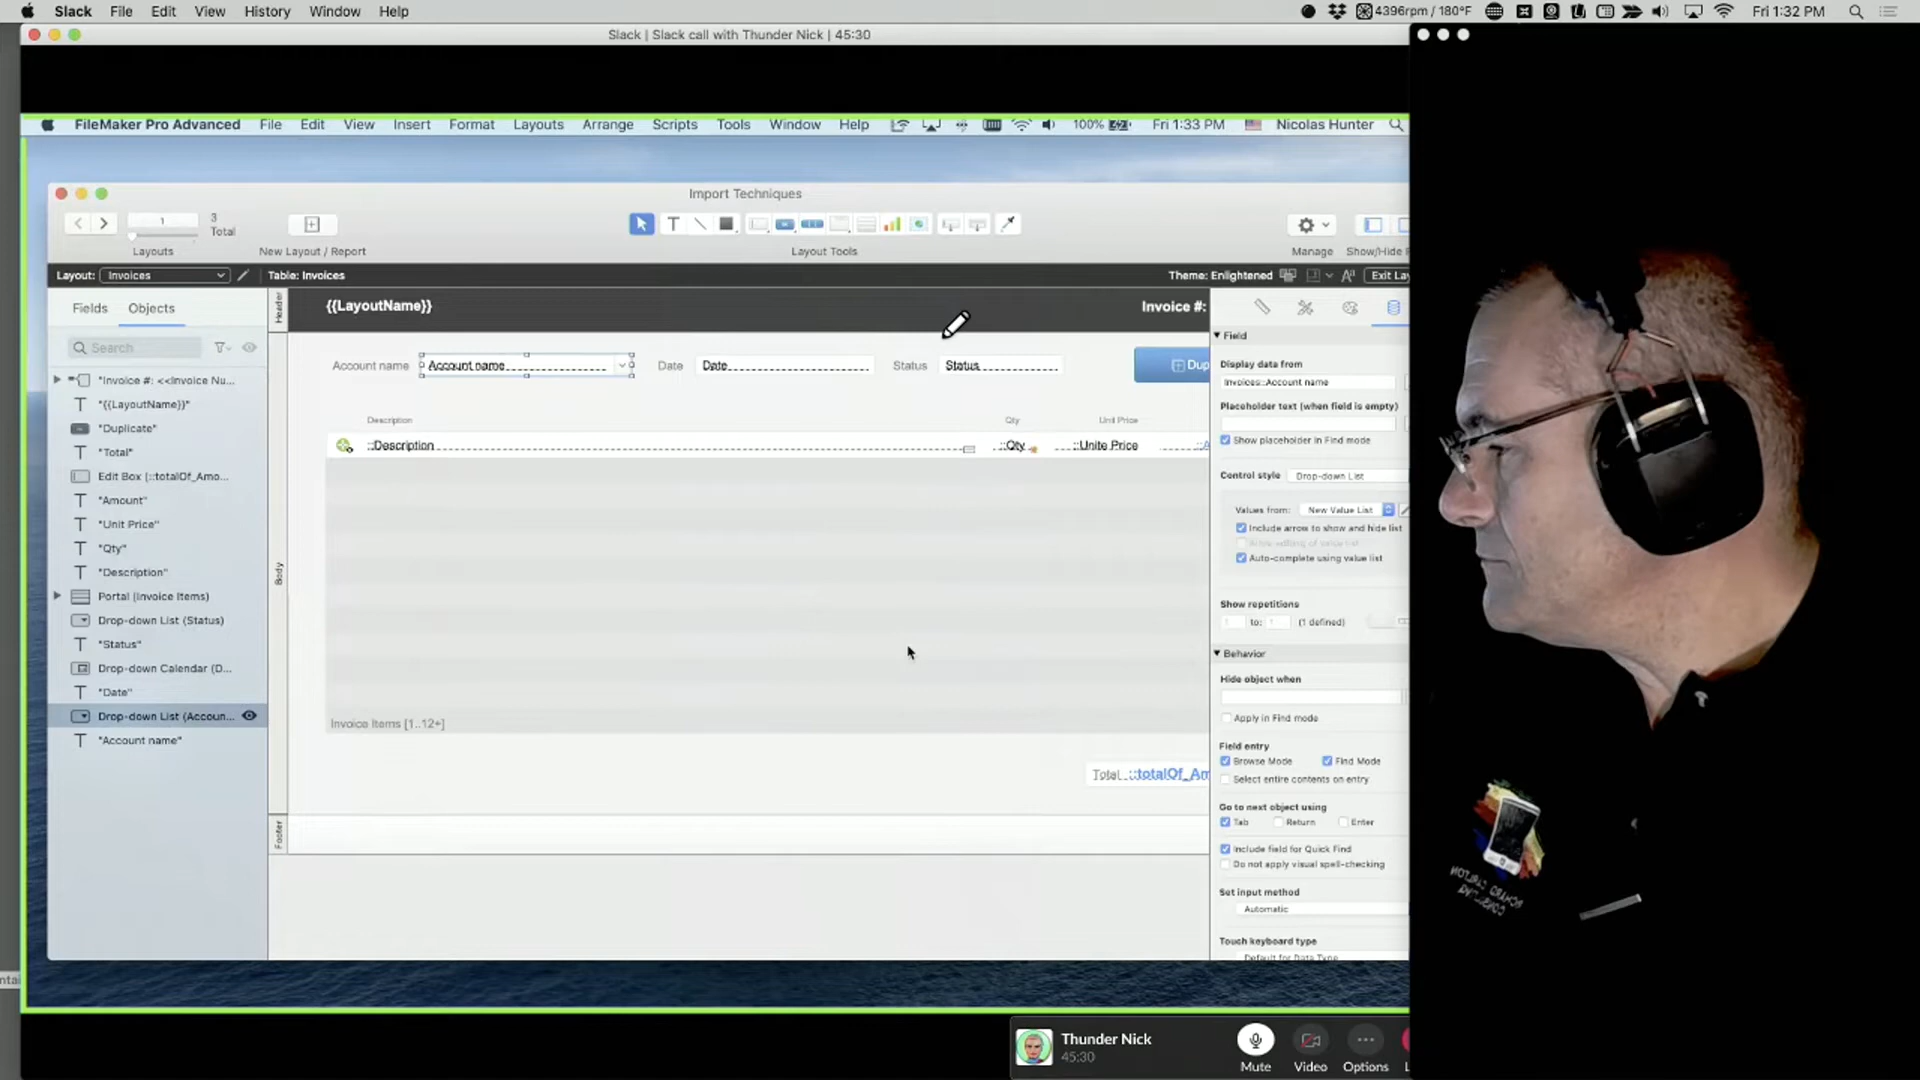 Slack File Edit View History Window Help 4396rpm / 180°F Fri 1:32 PM
Slack | Slack call with Thunder Nick | 45:30
FileMaker Pro Advanced File Edit View Insert Format Layouts Arrange Scripts Tools Window Help 100% Fri 1:33 PM Nicolas Hunter
Import Techniques
1 3
Total
Layouts New Layout / Report Layout Tools Manage Show/Hide
Layout: Invoices Table: Invoices Theme: Enlightened Exit Lay
Fields Objects
Search
"Invoice #: <<Invoice Nu...
"{{LayoutName}}"
"Duplicate"
"Total"
Edit Box (::totalOf_Amo...
"Amount"
"Unit Price"
"Qty"
"Description"
Portal (Invoice Items)
Drop-down List (Status)
"Status"
Drop-down Calendar (D...
"Date"
Drop-down List (Accoun...
"Account name"
Header
Body
Footer
{{LayoutName}} Invoice #:
Account name Account name Date Date Status Status Dup
Description Qty Unit Price
::Description ::Qty ::Unite Price ::A
Invoice Items [1..12+]
Total ::totalOf_Am
Field
Display data from
Invoices::Account name
Placeholder text (when field is empty)
Show placeholder in Find mode
Control style Drop-down List
Values from: New Value List
Include arrow to show and hide list
Auto-complete using value list
Show repetitions
1 to: 1 (1 defined)
Behavior
Hide object when
Apply in Find mode
Field entry
Browse Mode Find Mode
Select entire contents on entry
Go to next object using
Tab Return Enter
Include field for Quick Find
Do not apply visual spell-checking
Set input method
Automatic
Touch keyboard type
Default for Data Type
Thunder Nick
45:30
Mute Video Options L